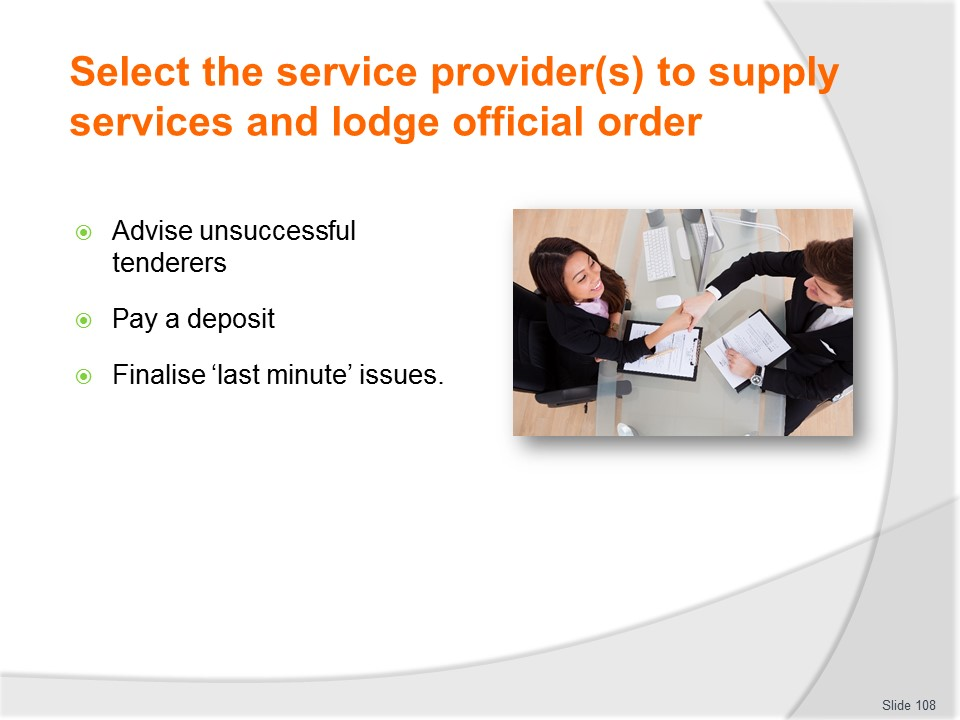 Select the service provider(s) to supply
services and lodge official order
Advise unsuccessful
tenderers
Pay a deposit
Finalise ‘last minute’ issues.
Slide 108